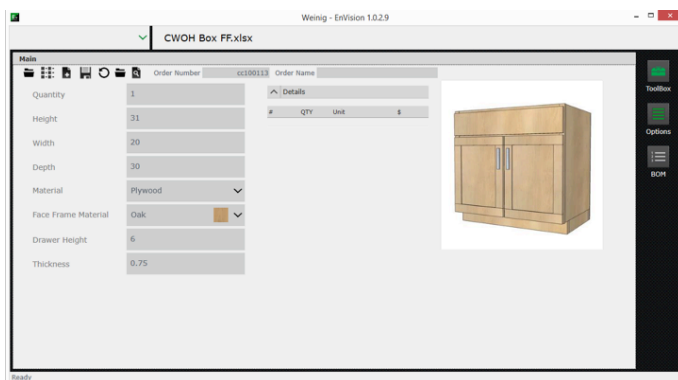 Weinig - EnVision 1.0.2.9
CWOH Box FF.xlsx
Main
Order Number cc100113 Order Name
Quantity 1
Height 31
Width 20
Depth 30
Material Plywood
Face Frame Material Oak
Drawer Height 6
Thickness 0.75
Details
# QTY Unit $
ToolBox
Options
BOM
Ready